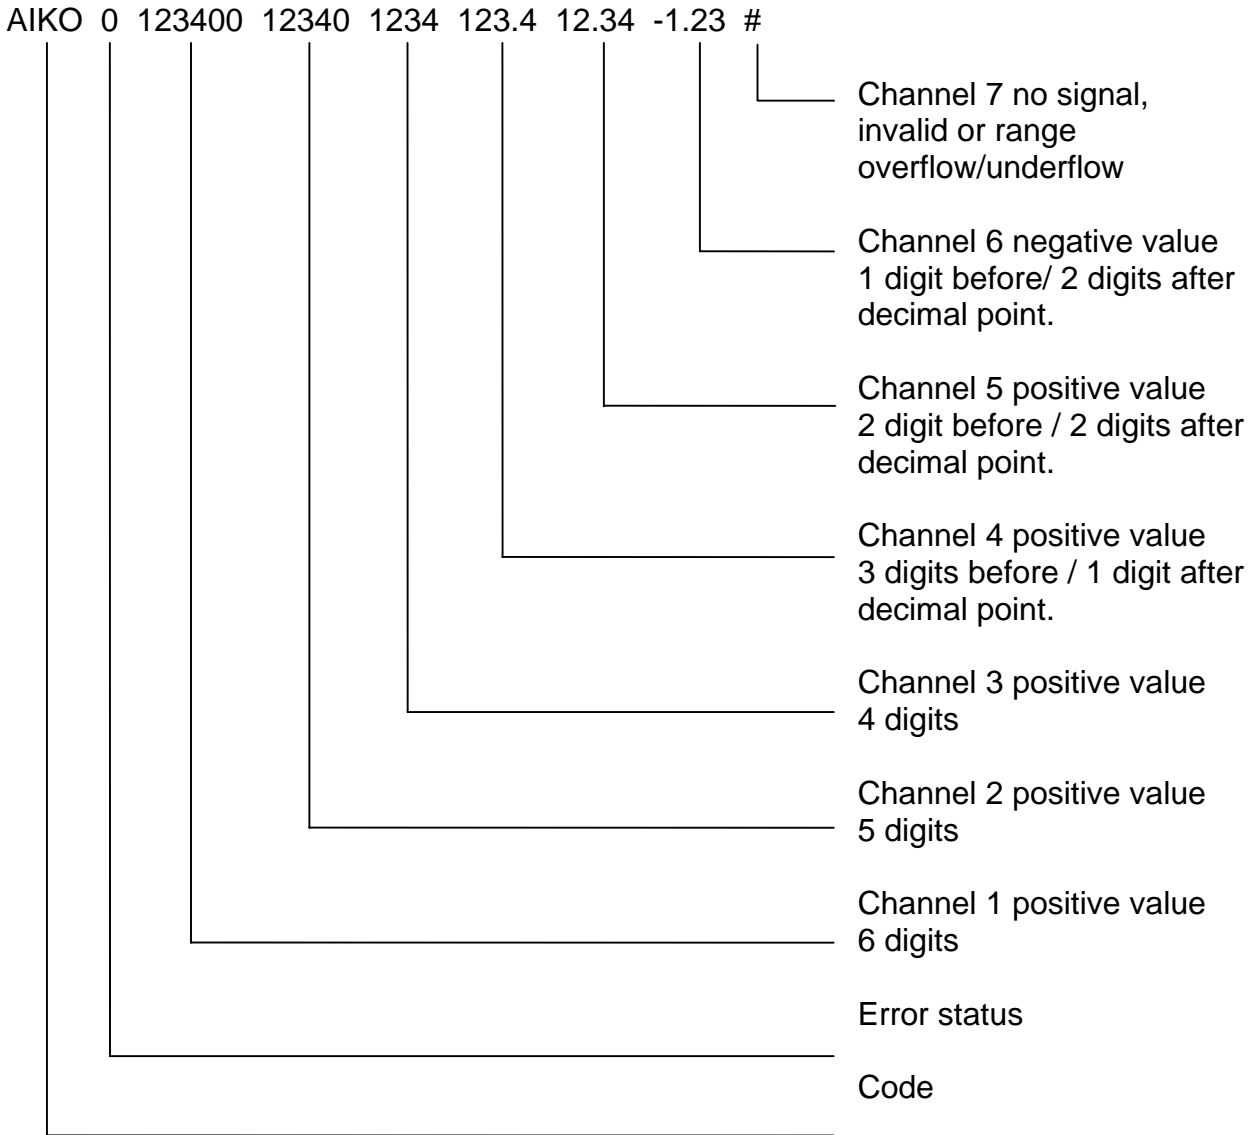 AIKO 0 123400 12340 1234 123.4 12.34 -1.23 #
Channel 7 no signal,
invalid or range
overflow/underflow
Channel 6 negative value
1 digit before/ 2 digits after
decimal point.
Channel 5 positive value
2 digit before / 2 digits after
decimal point.
Channel 4 positive value
3 digits before / 1 digit after
decimal point.
Channel 3 positive value
4 digits
Channel 2 positive value
5 digits
Channel 1 positive value
6 digits
Error status
Code